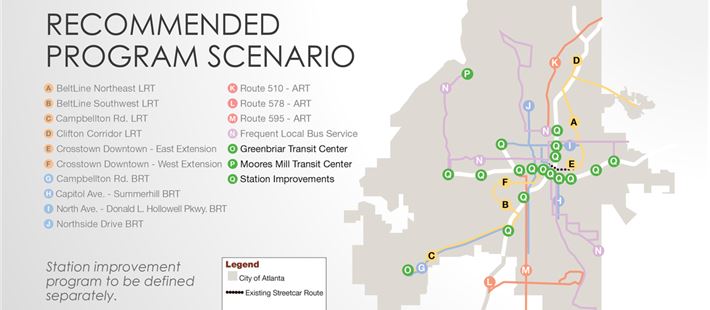 RECOMMENDED
PROGRAM SCENARIO
A BeltLine Northeast LRT
B BeltLine Southwest LRT
C Campbellton Rd. LRT
D Clifton Corridor LRT
E Crosstown Downtown - East Extension
F Crosstown Downtown - West Extension
G Campbellton Rd. BRT
H Capitol Ave. - Summerhill BRT
I North Ave. - Donald L. Hollowell Pkwy. BRT
J Northside Drive BRT
K Route 510 - ART
L Route 578 - ART
M Route 595 - ART
N Frequent Local Bus Service
O Greenbriar Transit Center
P Moores Mill Transit Center
Q Station Improvements
Station improvement
program to be defined
separately.
Legend
City of Atlanta
Existing Streetcar Route
K
D
P
N
J
A
N
N
Q
Q
I
N
Q
Q
Q
Q
Q
Q
Q
Q
E
Q
Q
Q
Q
F
Q
B
H
Q
N
C
O
G
M
L